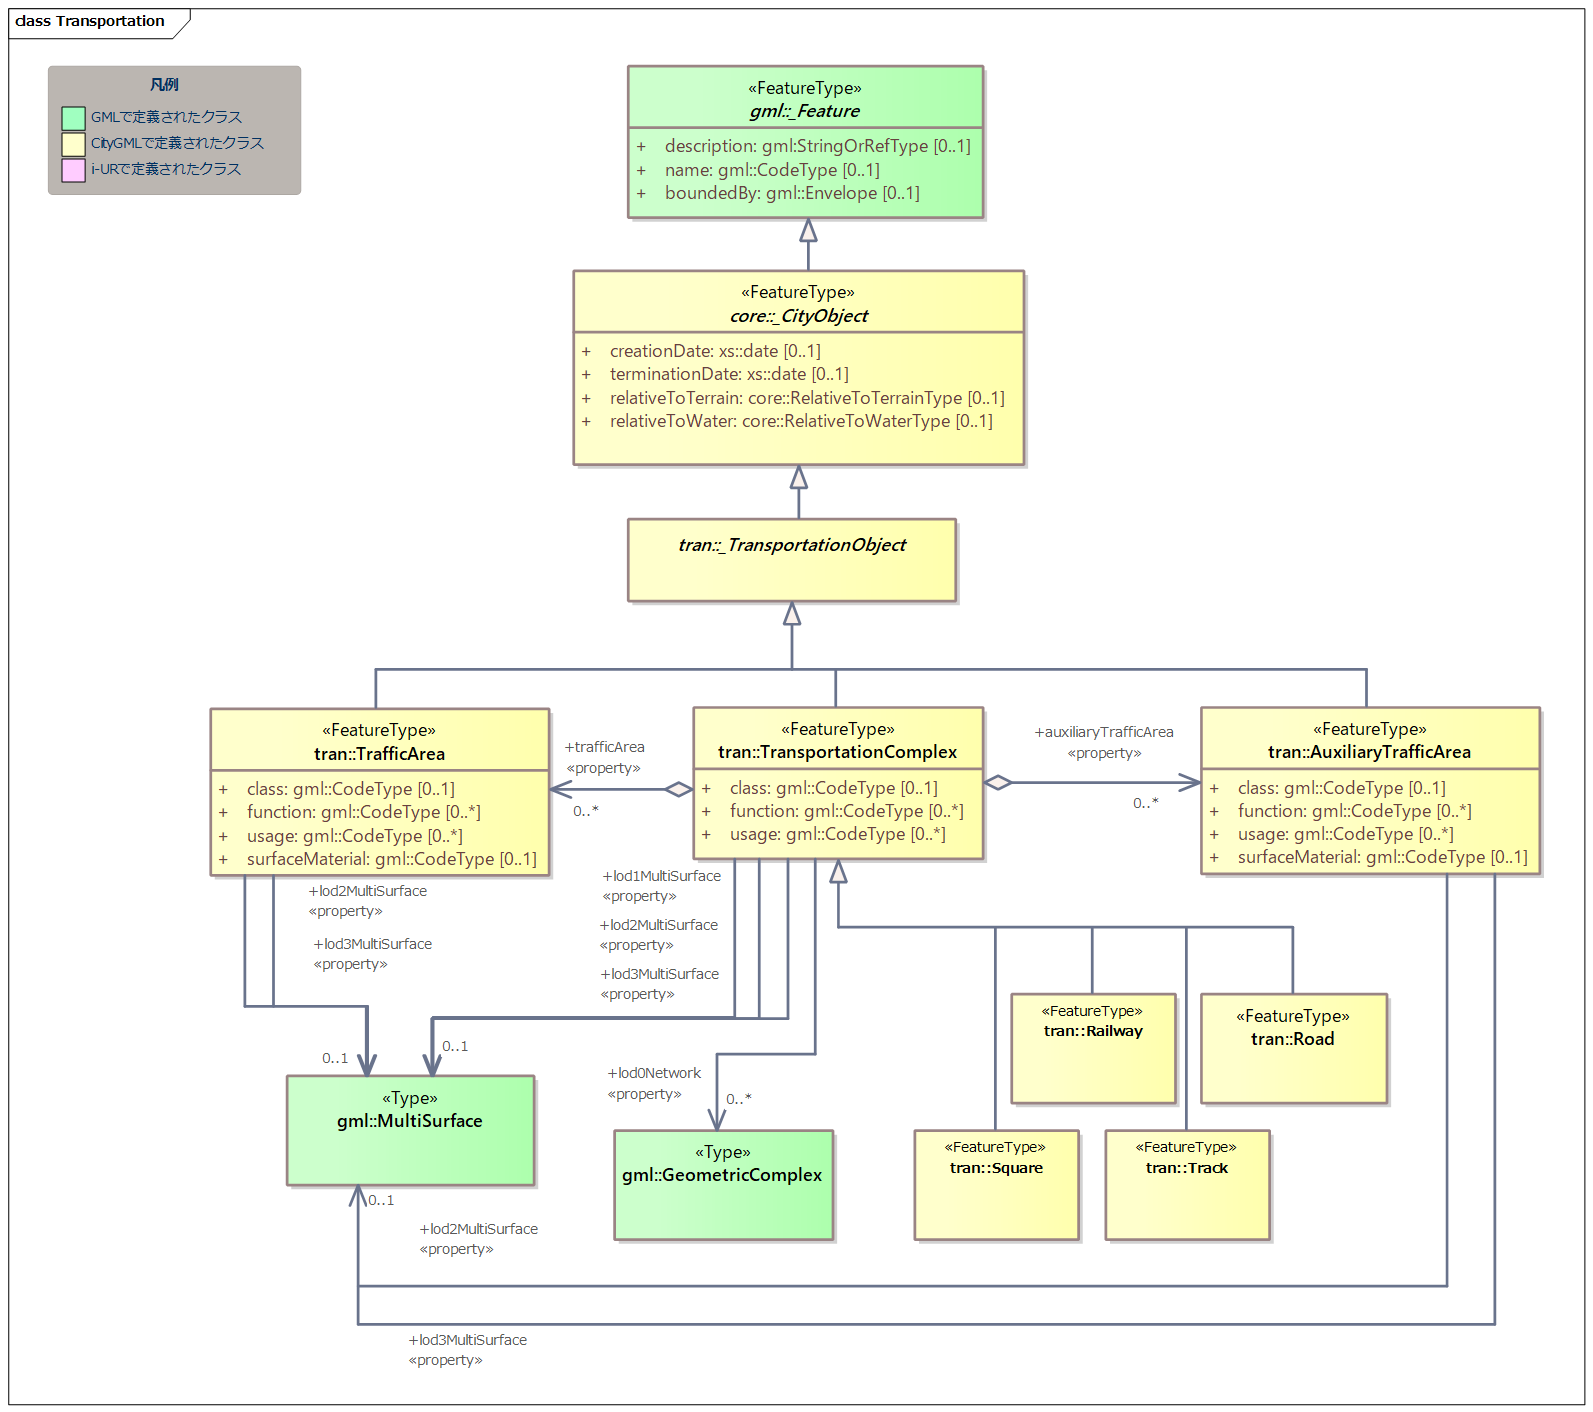 class Transportation
凡例
GMLで定義されたクラス
CityGMLで定義されたクラス
i-URで定義されたクラス
«FeatureType»
gml::_Feature
+ description: gml:StringOrRefType [0..1]
+ name: gml::CodeType [0..1]
+ boundedBy: gml::Envelope [0..1]
«FeatureType»
core::_CityObject
+ creationDate: xs::date [0..1]
+ terminationDate: xs::date [0..1]
+ relativeToTerrain: core::RelativeToTerrainType [0..1]
+ relativeToWater: core::RelativeToWaterType [0..1]
tran::_TransportationObject
«FeatureType»
tran::TrafficArea
+ class: gml::CodeType [0..1]
+ function: gml::CodeType [0..*]
+ usage: gml::CodeType [0..*]
+ surfaceMaterial: gml::CodeType [0..1]
+trafficArea
«property»
0..*
«FeatureType»
tran::TransportationComplex
+ class: gml::CodeType [0..1]
+ function: gml::CodeType [0..*]
+ usage: gml::CodeType [0..*]
+auxiliaryTrafficArea
«property»
0..*
«FeatureType»
tran::AuxiliaryTrafficArea
+ class: gml::CodeType [0..1]
+ function: gml::CodeType [0..*]
+ usage: gml::CodeType [0..*]
+ surfaceMaterial: gml::CodeType [0..1]
+lod2MultiSurface
«property»
+lod3MultiSurface
«property»
0..1
+lod1MultiSurface
«property»
+lod2MultiSurface
«property»
+lod3MultiSurface
«property»
0..1
+lod0Network
«property»
0..*
«FeatureType»
tran::Railway
«FeatureType»
tran::Road
«Type»
gml::MultiSurface
«Type»
gml::GeometricComplex
«FeatureType»
tran::Square
«FeatureType»
tran::Track
0..1
+lod2MultiSurface
«property»
+lod3MultiSurface
«property»